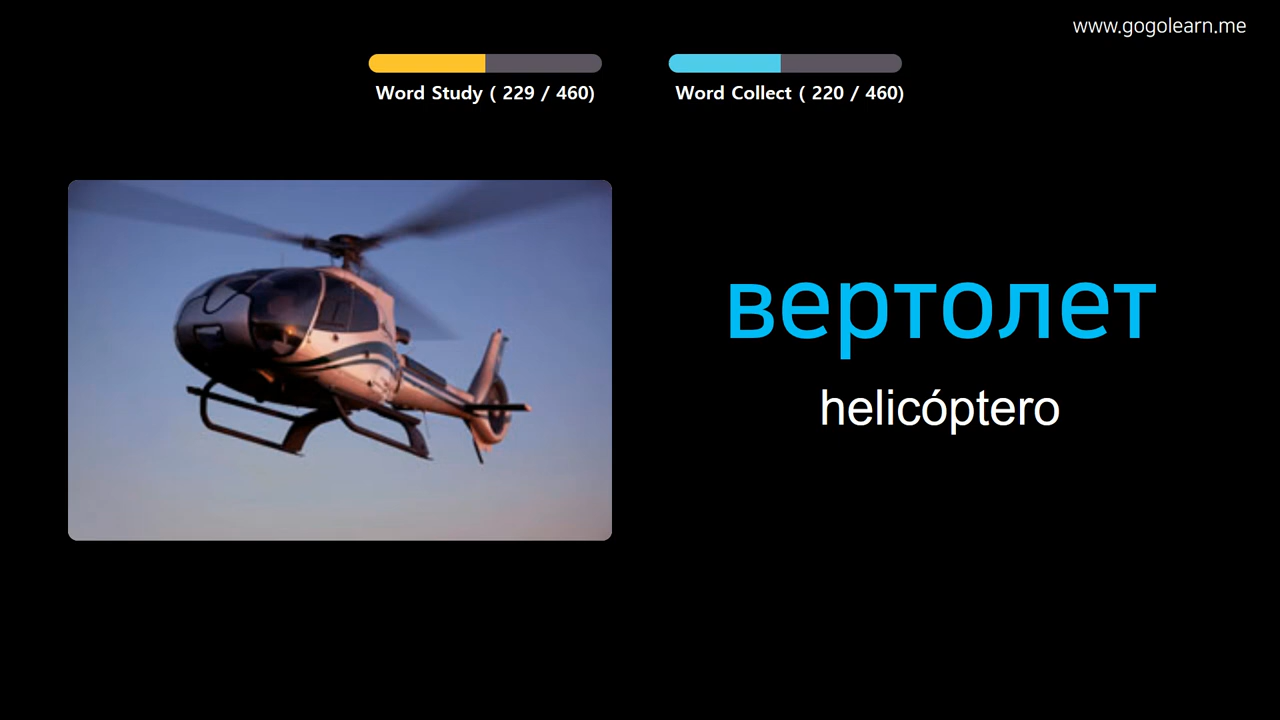 www.gogolearn.me
Word Study ( 229 / 460)
Word Collect ( 220 / 460)
вертолет
helicóptero